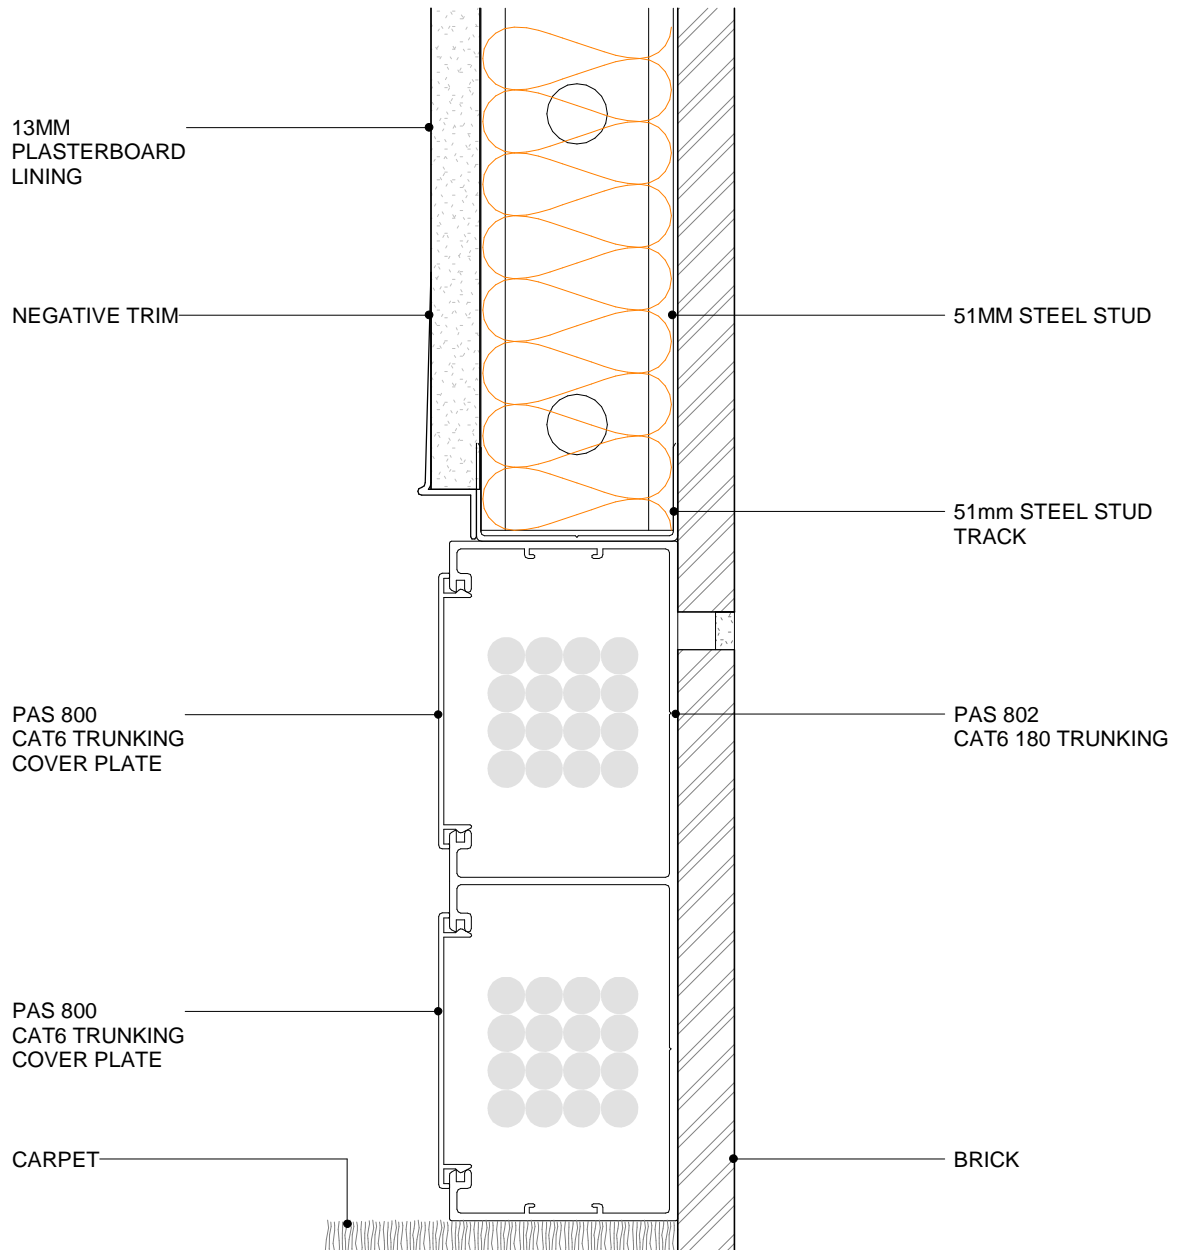 13MM
PLASTERBOARD
LINING
NEGATIVE TRIM
51MM STEEL STUD
51mm STEEL STUD
TRACK
PAS 800
CAT6 TRUNKING
COVER PLATE
PAS 802
CAT6 180 TRUNKING
PAS 800
CAT6 TRUNKING
COVER PLATE
CARPET
BRICK